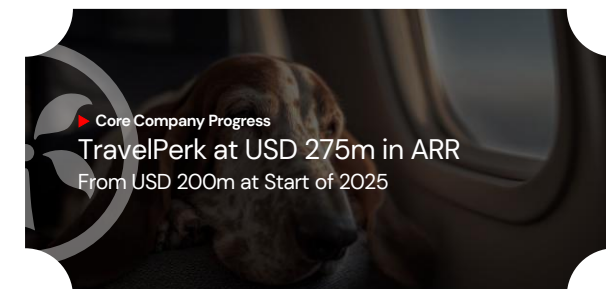 Core Company Progress
TravelPerk at USD 275m in ARR
From USD 200m at Start of 2025